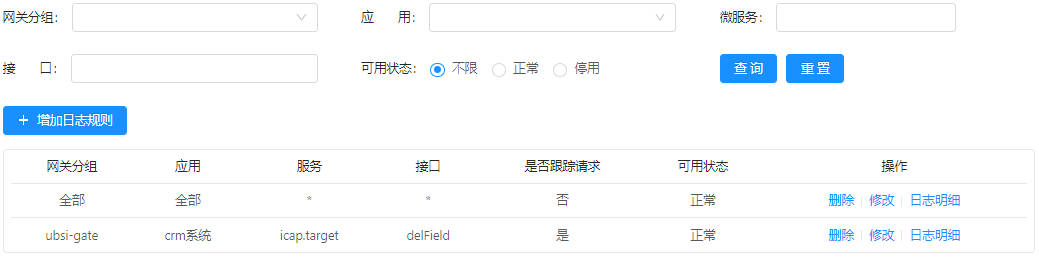 网关分组: 应 用: 微服务:
接 口: 可用状态: 不限 正常 停用 查 询 重 置
+ 增加日志规则
网关分组 应用 服务 接口 是否跟踪请求 可用状态 操作
全部 全部 * * 否 正常 删除 修改 日志明细
ubsi-gate crm系统 icap.target delField 是 正常 删除 修改 日志明细